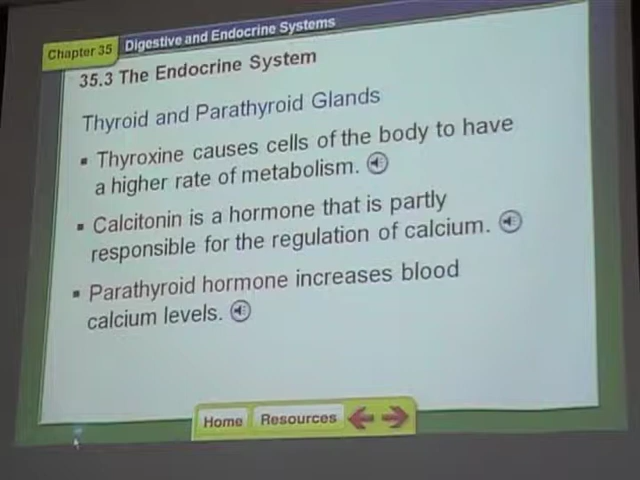 Chapter 35
Digestive and Endocrine Systems
35.3 The Endocrine System
Thyroid and Parathyroid Glands
▪ Thyroxine causes cells of the body to have
a higher rate of metabolism.
▪ Calcitonin is a hormone that is partly
responsible for the regulation of calcium.
▪ Parathyroid hormone increases blood
calcium levels.
Home Resources